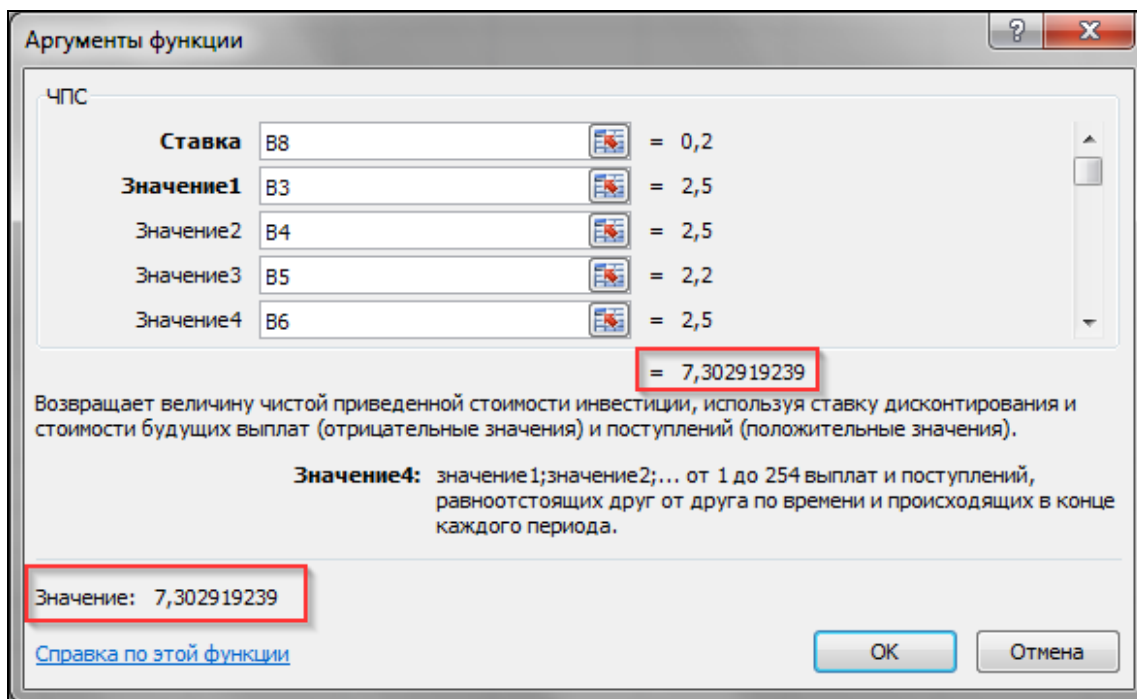 Аргументы функции
ЧПС
Ставка B8 = 0,2
Значение1 B3 = 2,5
Значение2 B4 = 2,5
Значение3 B5 = 2,2
Значение4 B6 = 2,5
= 7,302919239
Возвращает величину чистой приведенной стоимости инвестиции, используя ставку дисконтирования и
стоимости будущих выплат (отрицательные значения) и поступлений (положительные значения).
Значение4: значение1;значение2;... от 1 до 254 выплат и поступлений,
равноотстоящих друг от друга по времени и происходящих в конце
каждого периода.
Значение: 7,302919239
Справка по этой функции
ОК Отмена